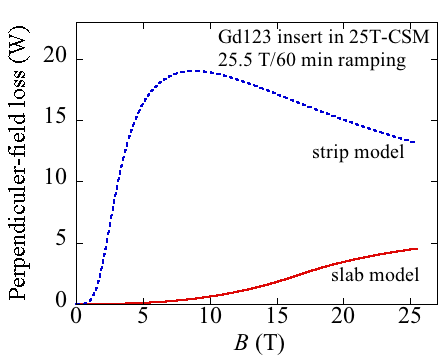 Perpendiculer-field loss (W)
Gd123 insert in 25T-CSM
25.5 T/60 min ramping
20
15
strip model
10
5
slab model
0
0 5 10 15 20 25
B (T)